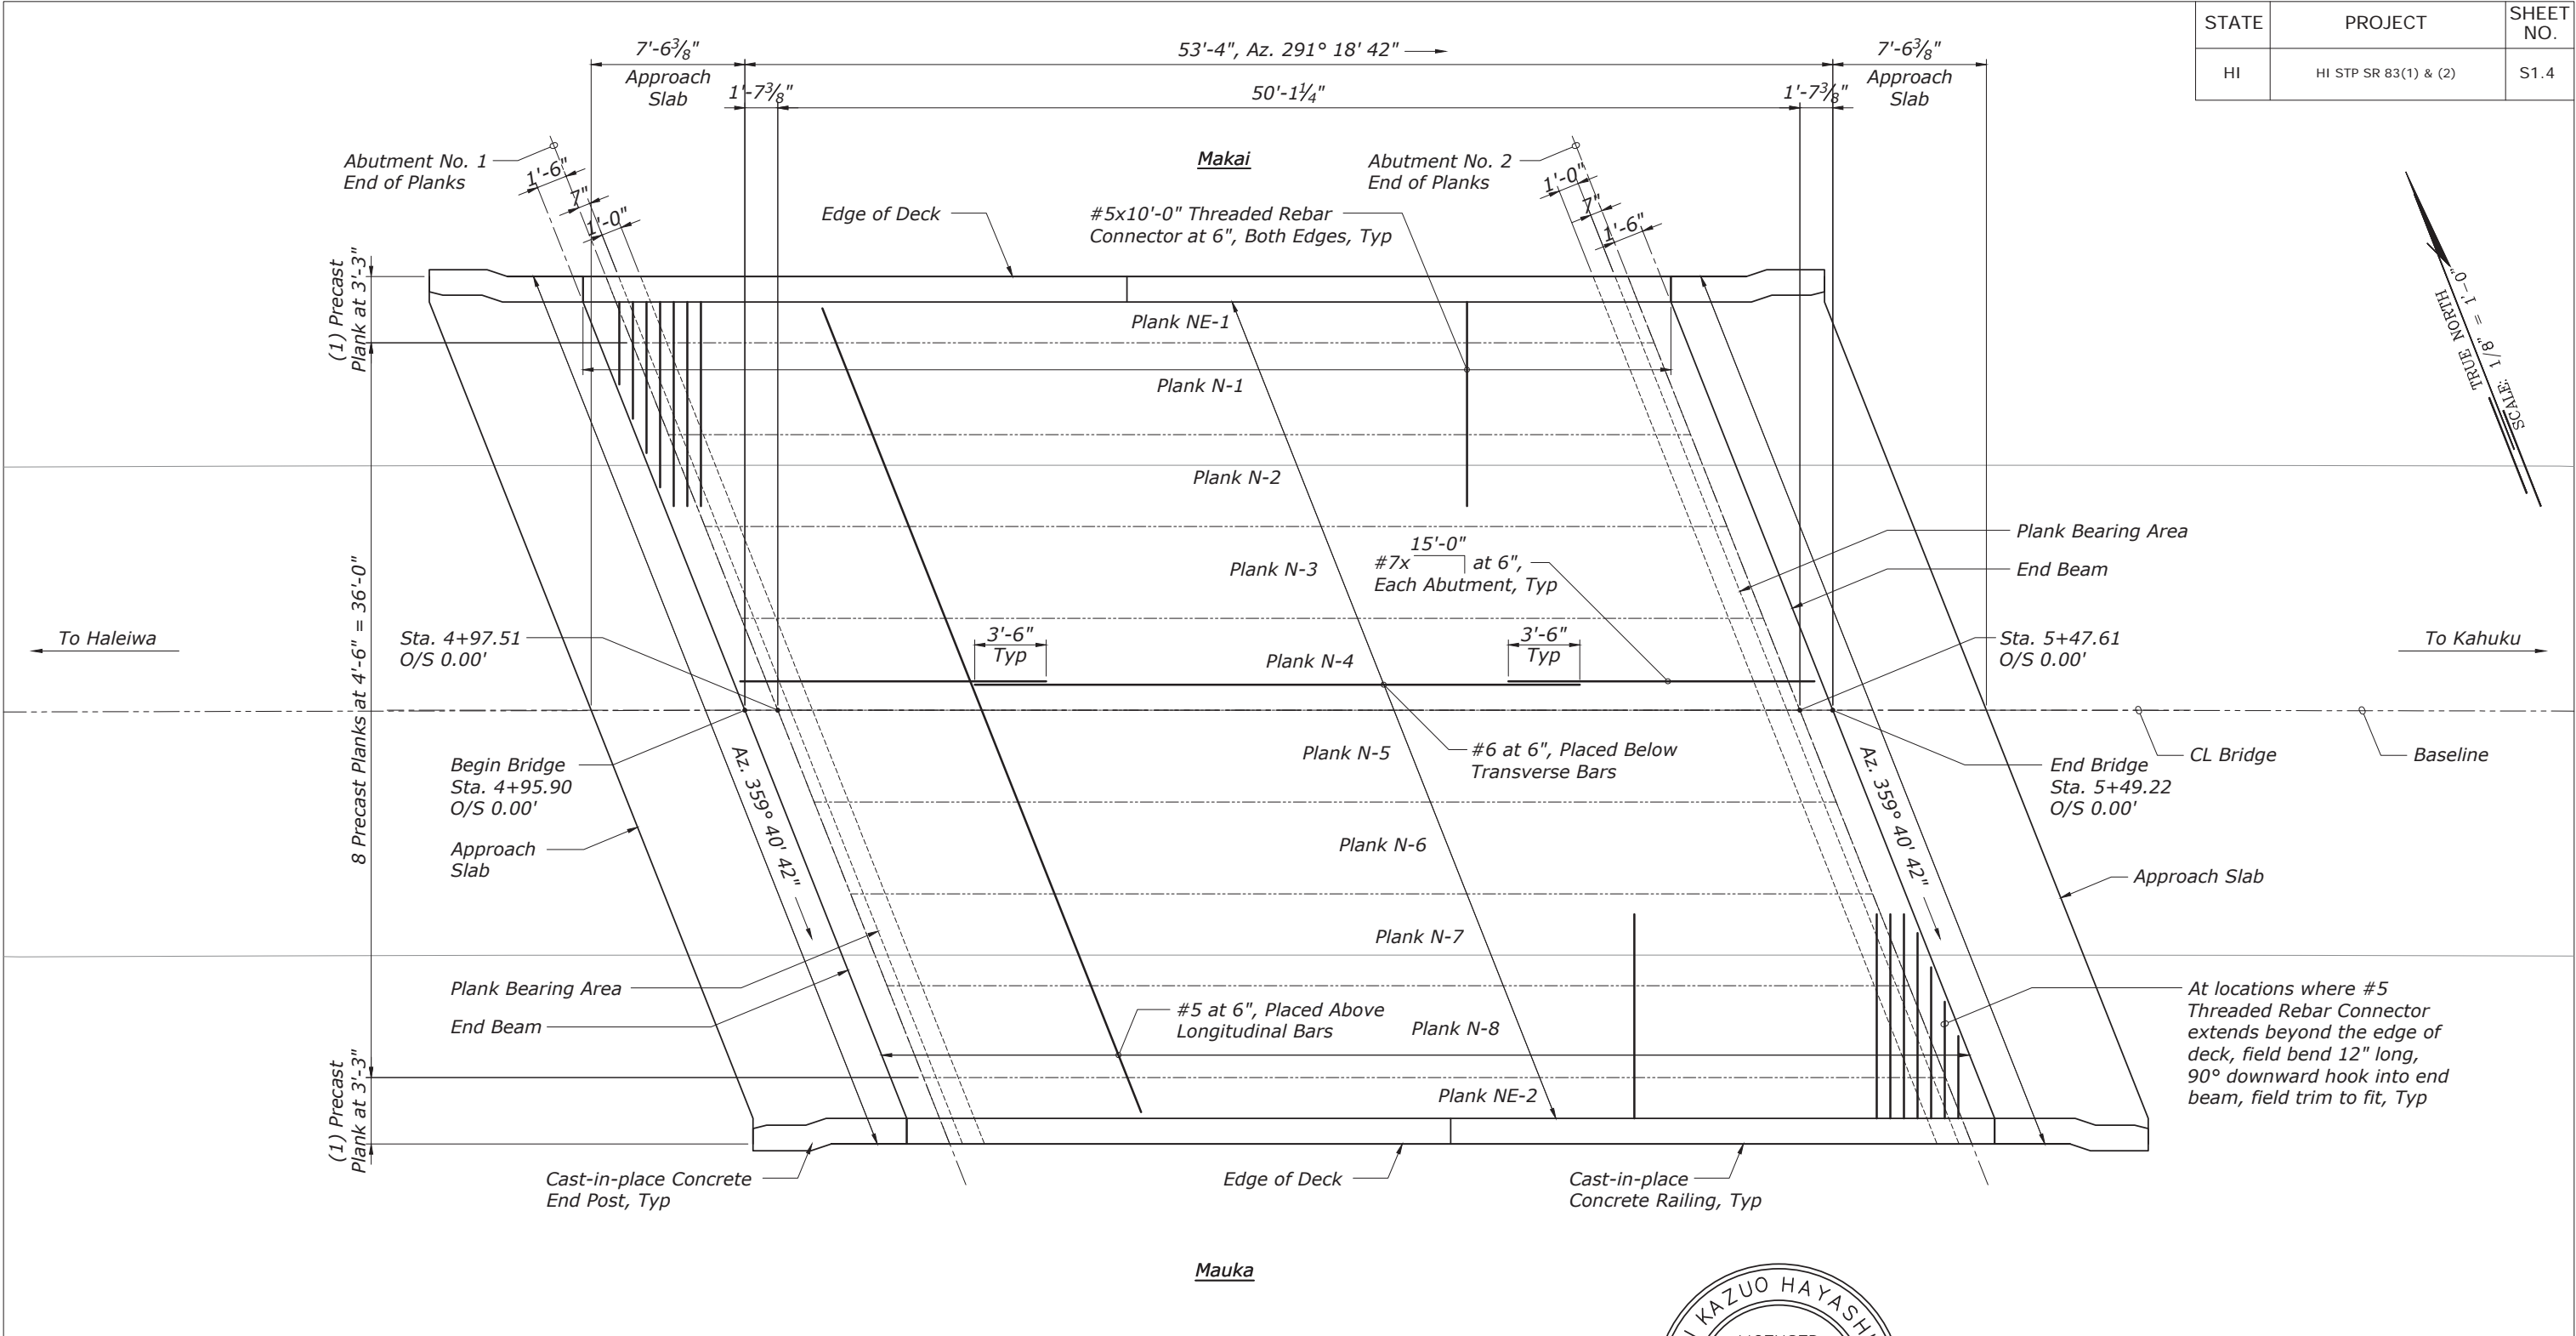 STATE
PROJECT
SHEET
NO.
HI
HI STP SR 83(1) & (2)
S1.4
7'-6⅜"
Approach
Slab
53'-4", Az. 291° 18' 42"
7'-6⅜"
Approach
Slab
1'-7⅜"
50'-1¼"
1'-7⅜"
Abutment No. 1
End of Planks
1'-6"
7"
1'-0"
Makai
Abutment No. 2
End of Planks
1'-0"
7"
1'-6"
Edge of Deck
#5x10'-0" Threaded Rebar
Connector at 6", Both Edges, Typ
TRUE NORTH
SCALE: 1/8" = 1'-0"
(1) Precast
Plank at 3'-3"
Plank NE-1
Plank N-1
Plank N-2
Plank N-3
15'-0"
#7x at 6",
Each Abutment, Typ
Plank Bearing Area
End Beam
8 Precast Planks at 4'-6" = 36'-0"
To Haleiwa
Sta. 4+97.51
O/S 0.00'
3'-6"
Typ
Plank N-4
3'-6"
Typ
Sta. 5+47.61
O/S 0.00'
To Kahuku
Begin Bridge
Sta. 4+95.90
O/S 0.00'
Az. 359° 40' 42"
Plank N-5
#6 at 6", Placed Below
Transverse Bars
Az. 359° 40' 42"
End Bridge
Sta. 5+49.22
O/S 0.00'
CL Bridge
Baseline
Approach
Slab
Plank N-6
Approach Slab
Plank N-7
Plank Bearing Area
End Beam
#5 at 6", Placed Above
Longitudinal Bars
Plank N-8
At locations where #5
Threaded Rebar Connector
extends beyond the edge of
deck, field bend 12" long,
90° downward hook into end
beam, field trim to fit, Typ
(1) Precast
Plank at 3'-3"
Plank NE-2
Cast-in-place Concrete
End Post, Typ
Edge of Deck
Cast-in-place
Concrete Railing, Typ
Mauka
KAZUO